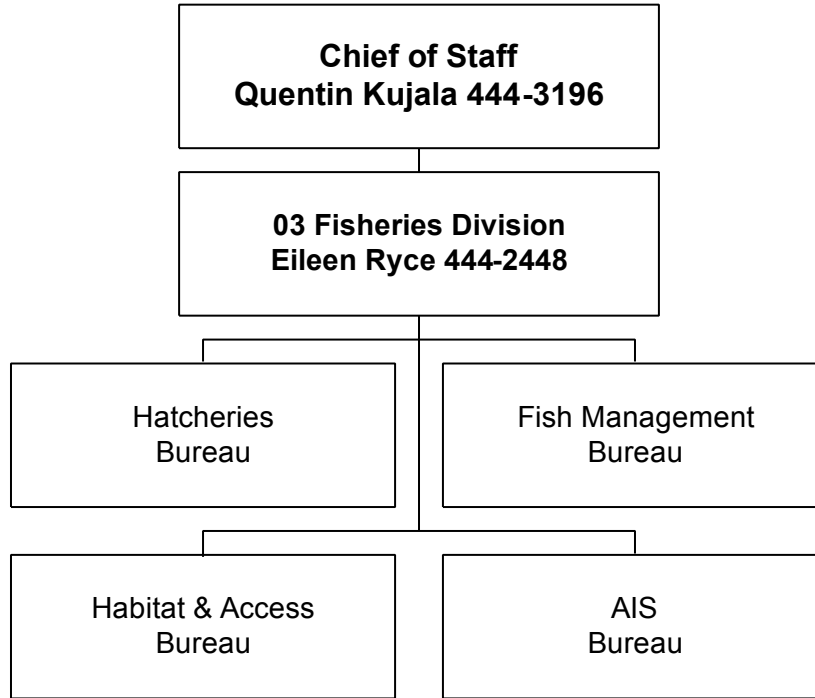 Chief of Staff
Quentin Kujala 444-3196
03 Fisheries Division
Eileen Ryce 444-2448
Hatcheries
Bureau
Fish Management
Bureau
Habitat & Access
Bureau
AIS
Bureau